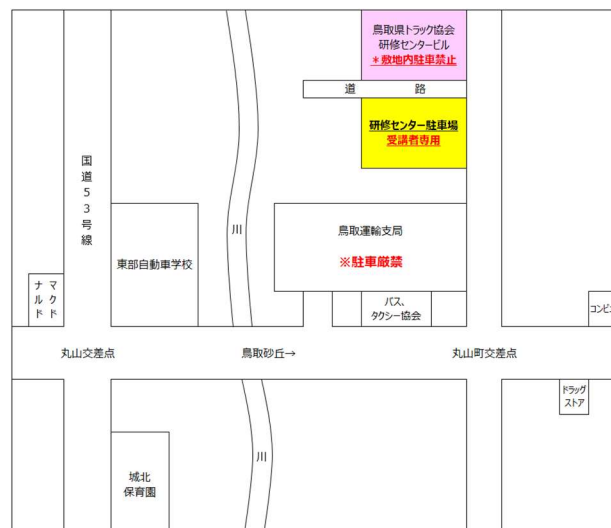 鳥取県トラック協会
研修センタービル
＊敷地内駐車禁止
道　　　路
研修センター駐車場
受講者専用
国道５３号線
川
鳥取運輸支局
※駐車厳禁
東部自動車学校
マクド
ナルド
バス、
タクシー協会
コンビニ
丸山交差点
鳥取砂丘→
丸山町交差点
ドラッグ
ストア
川
城北
保育園